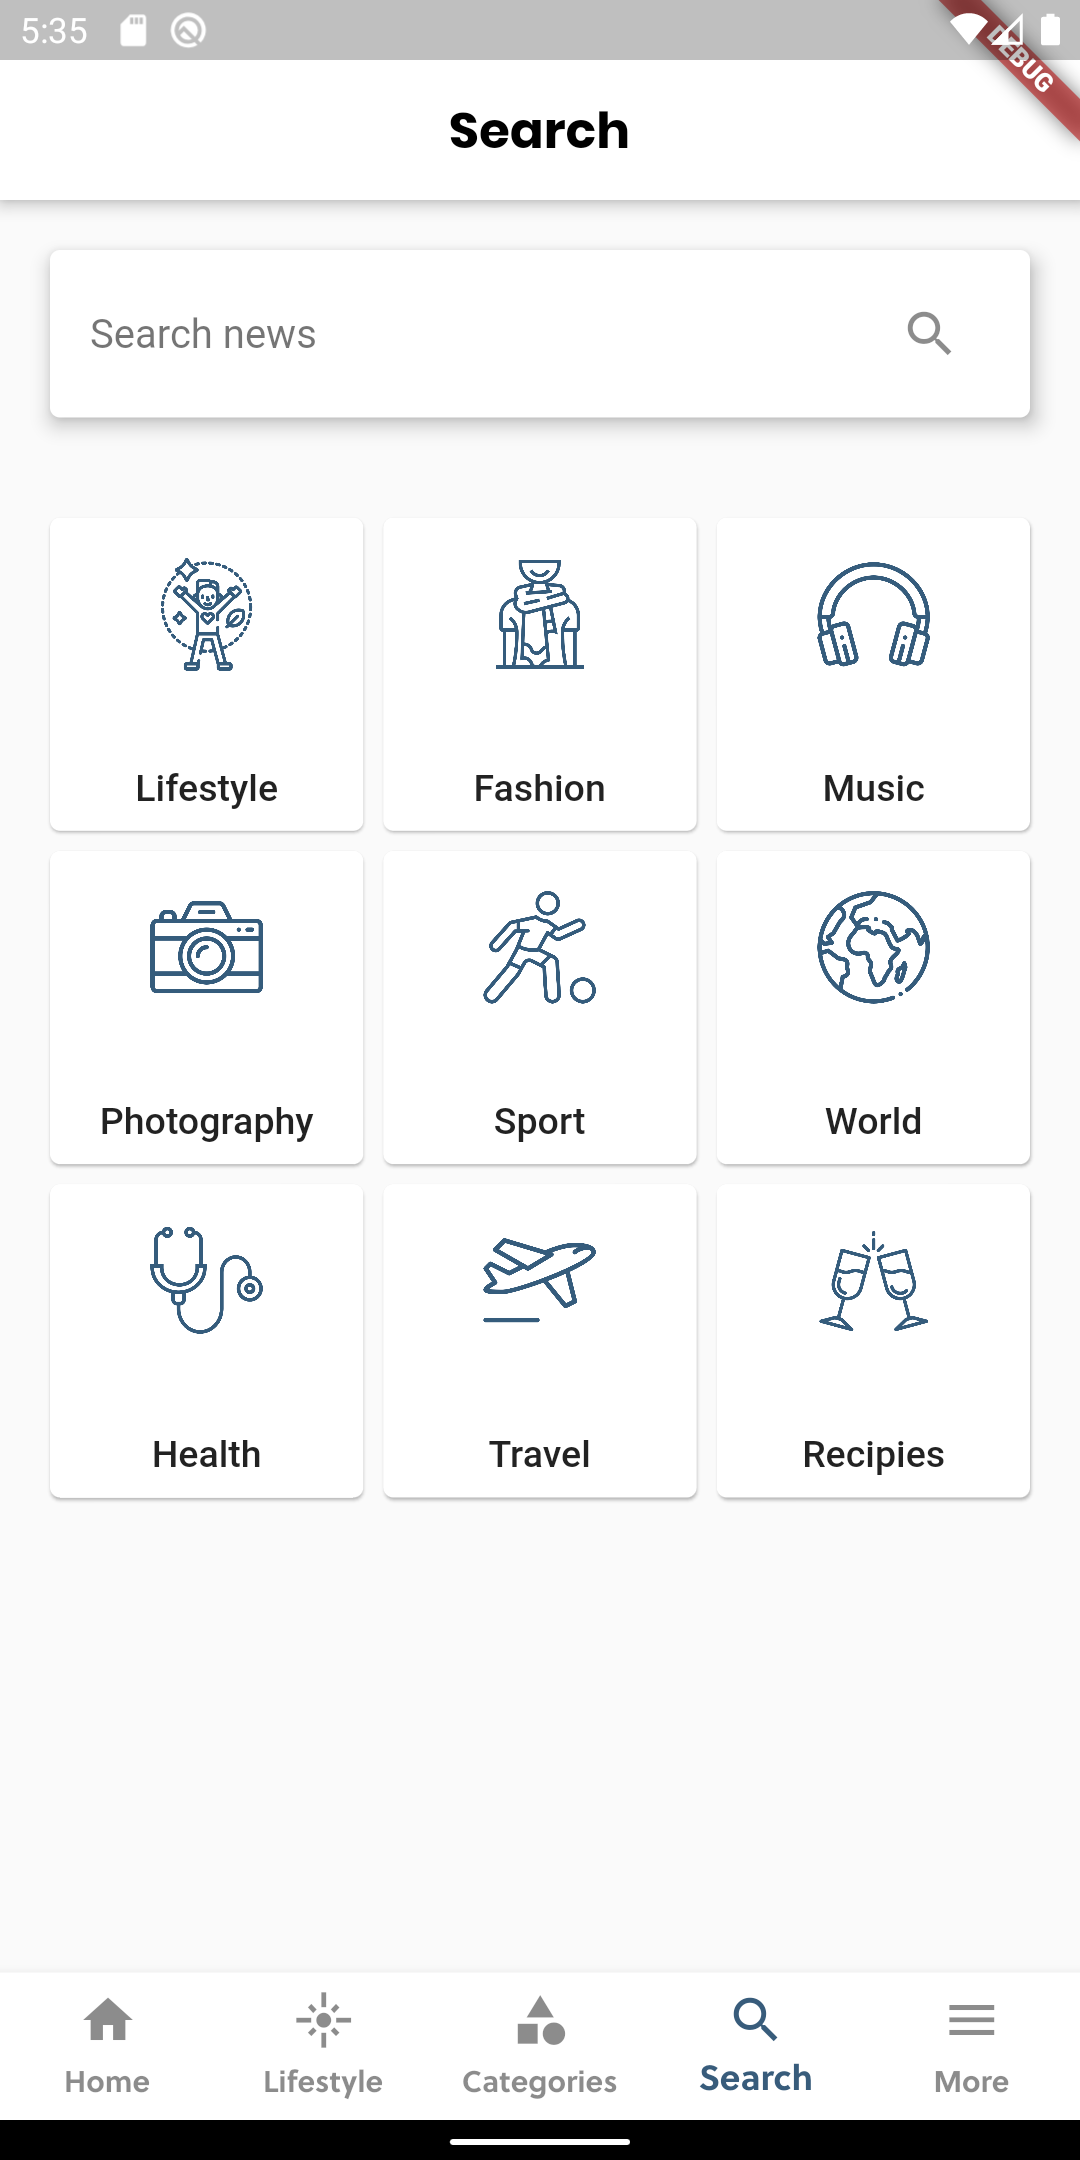 5:35
DEBUG
Search
Search news
Lifestyle Fashion Music
Photography Sport World
Health Travel Recipies
Home Lifestyle Categories Search More